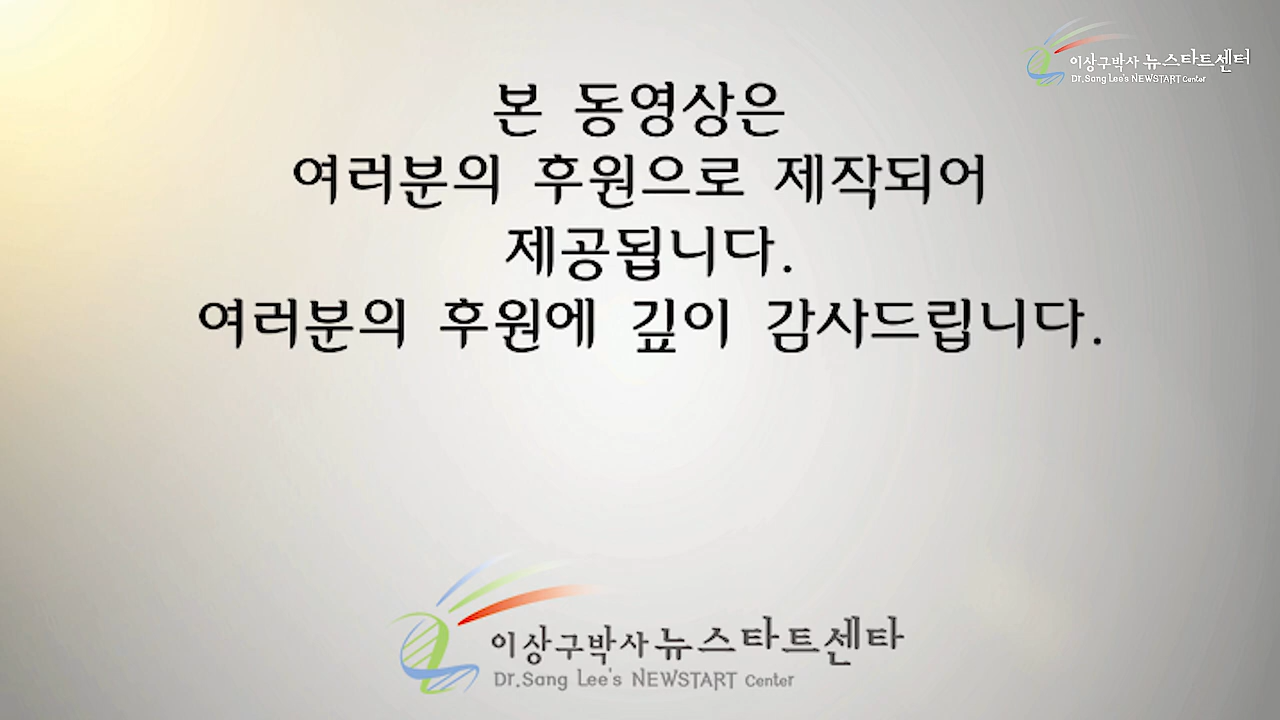 이상구박사 뉴스타트센터
Dr.Sang Lee's NEWSTART Center
본 동영상은
여러분의 후원으로 제작되어
제공됩니다.
여러분의 후원에 깊이 감사드립니다.
이상구박사 뉴스타트센타
Dr.Sang Lee's NEWSTART Center